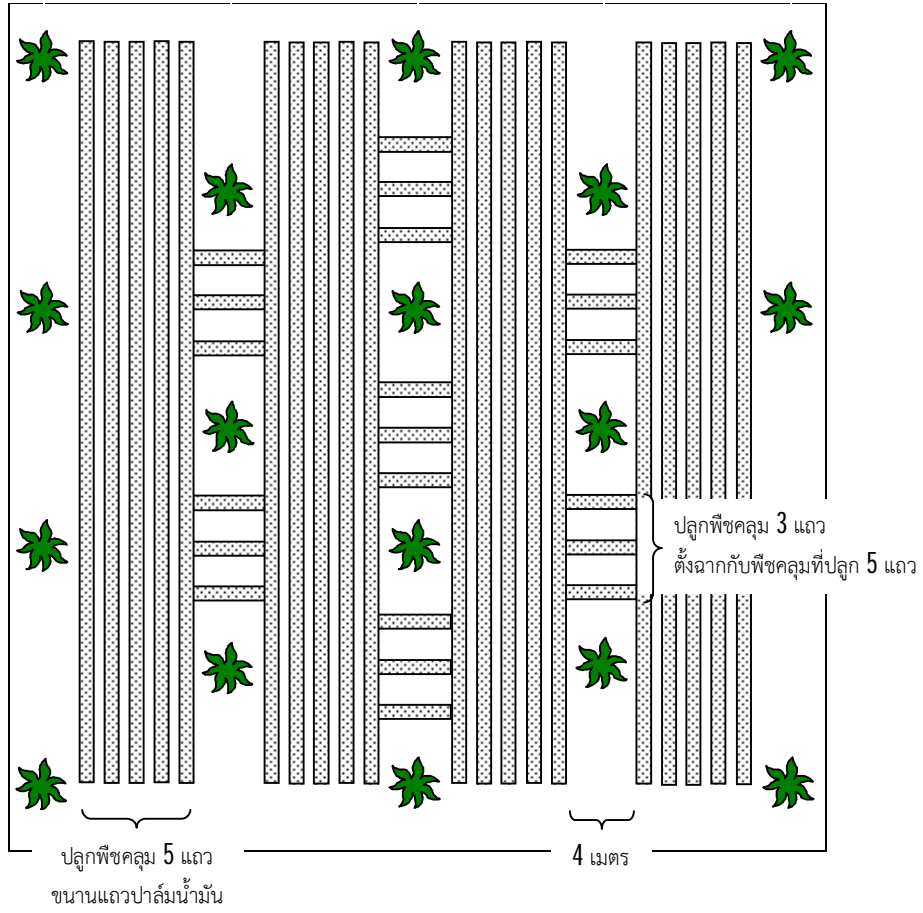 ปลูกพืชคลุม 3 แถว
ตั้งฉากกับพืชคลุมที่ปลูก 5 แถว
ปลูกพืชคลุม 5 แถว
ขนานแถวปาล์มน้ำมัน
4 เมตร